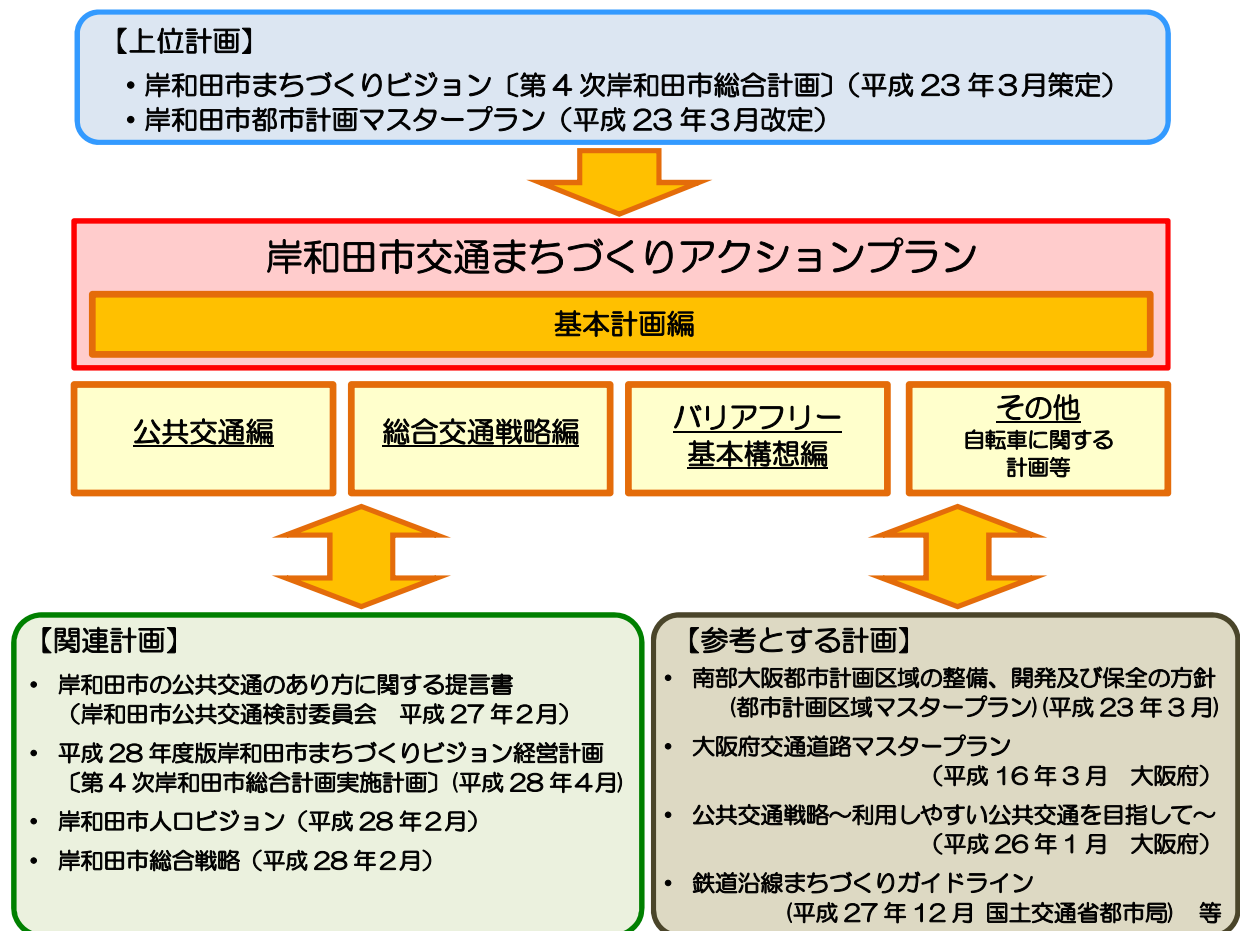 【上位計画】
・岸和田市まちづくりビジョン〔第4次岸和田市総合計画〕（平成23年３月策定）
・岸和田市都市計画マスタープラン（平成23年３月改定）
岸和田市交通まちづくりアクションプラン
基本計画編
公共交通編
総合交通戦略編
バリアフリー
基本構想編
その他
自転車に関する
計画等
【関連計画】
・ 岸和田市の公共交通のあり方に関する提言書
（岸和田市公共交通検討委員会　平成27年２月）
・ 平成28年度版岸和田市まちづくりビジョン経営計画
〔第4次岸和田市総合計画実施計画〕(平成28年４月)
・ 岸和田市人口ビジョン（平成28年２月）
・ 岸和田市総合戦略（平成28年２月）
【参考とする計画】
・ 南部大阪都市計画区域の整備、開発及び保全の方針
(都市計画区域マスタープラン)(平成23年3月)
・ 大阪府交通道路マスタープラン
（平成16年3月　大阪府）
・ 公共交通戦略～利用しやすい公共交通を目指して～
（平成26年1月　大阪府）
・ 鉄道沿線まちづくりガイドライン
(平成27年12月 国土交通省都市局)　等